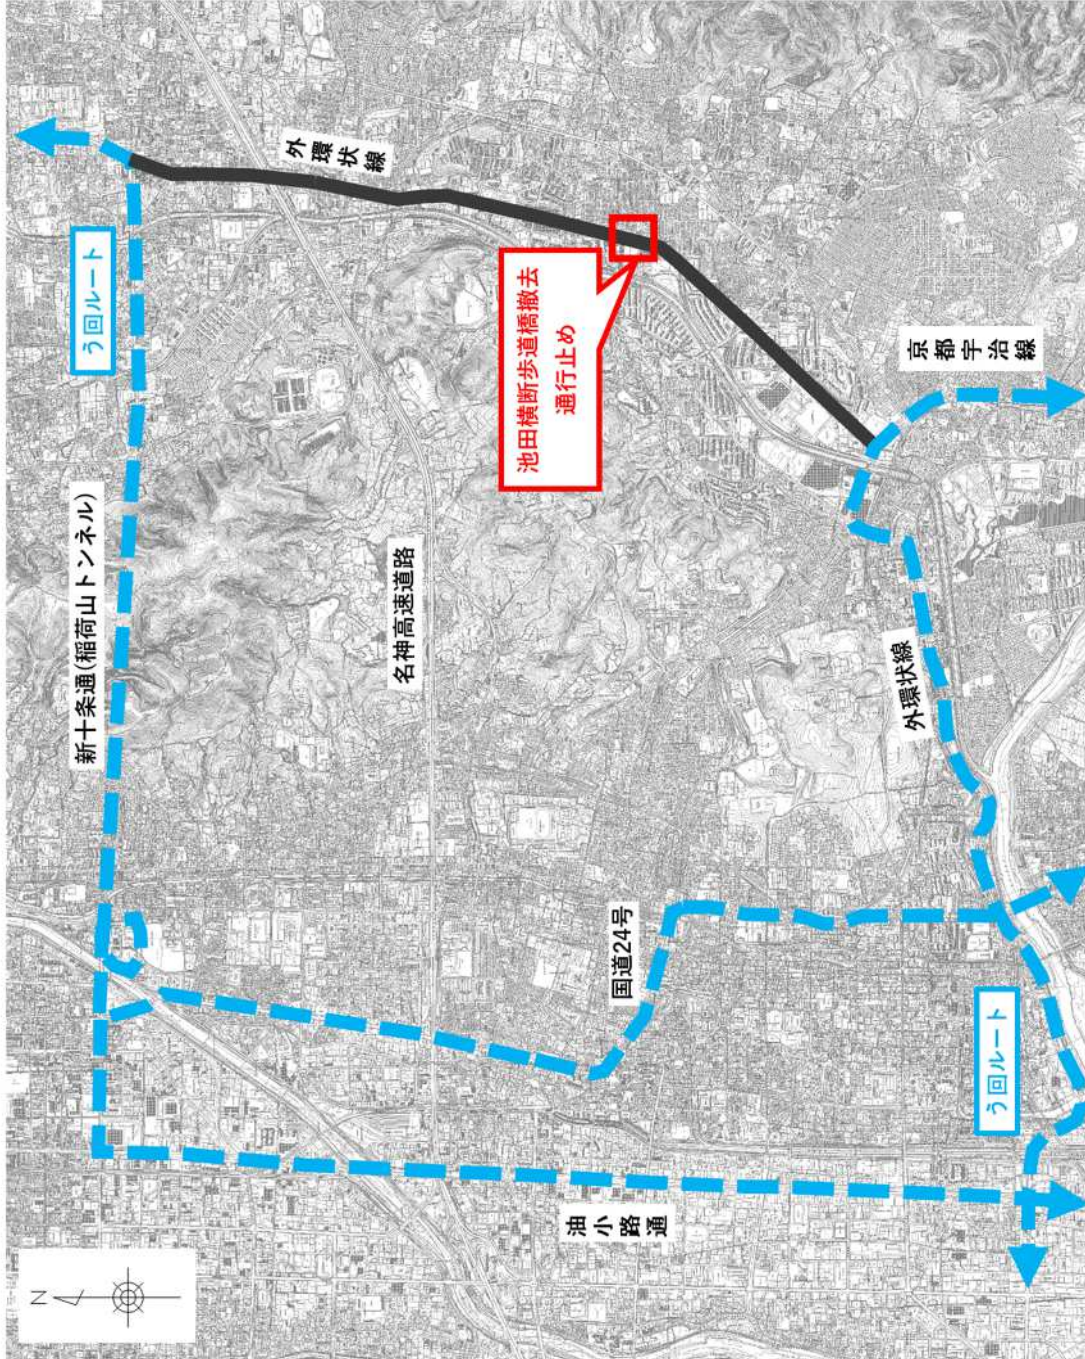 N
新十条通(稲荷山トンネル)
う回ルート
外環状線
名神高速道路
池田横断歩道橋撤去
通行止め
油小路通
国道24号
外環状線
京都宇治線
う回ルート